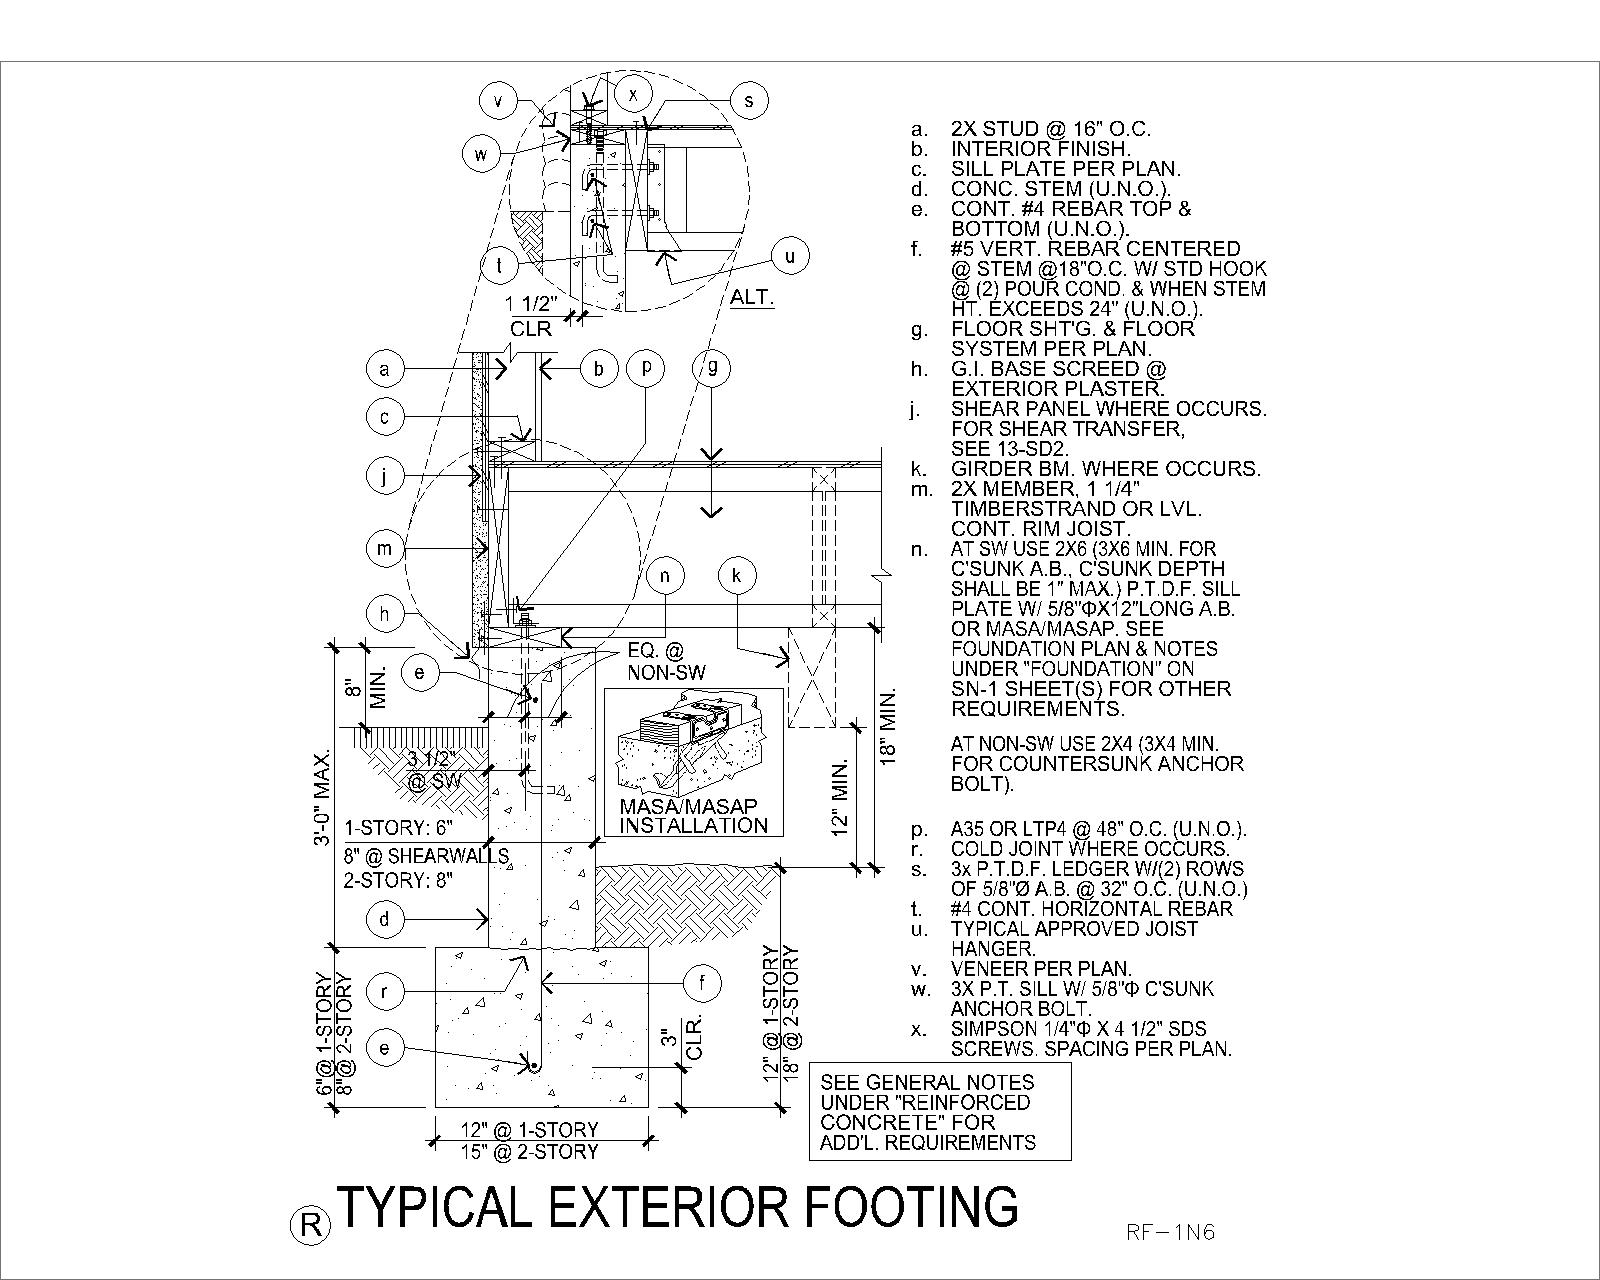 v
x
s
w
t
u
1 1/2"
CLR
ALT.
a
b
p
g
c
j
m
n
k
h
e
EQ. @
NON-SW
8"
MIN.
18" MIN.
3'-0" MAX.
3 1/2"
@ SW
12" MIN.
MASA/MASAP
INSTALLATION
1-STORY: 6"
8" @ SHEARWALLS
2-STORY: 8"
d
r
f
e
6"@ 1-STORY
8"@ 2-STORY
3"
CLR.
12" @ 1-STORY
18" @ 2-STORY
12" @ 1-STORY
15" @ 2-STORY
a. 2X STUD @ 16" O.C.
b. INTERIOR FINISH.
c. SILL PLATE PER PLAN.
d. CONC. STEM (U.N.O.).
e. CONT. #4 REBAR TOP &
BOTTOM (U.N.O.).
f. #5 VERT. REBAR CENTERED
@ STEM @18"O.C. W/ STD HOOK
@ (2) POUR COND. & WHEN STEM
HT. EXCEEDS 24" (U.N.O.).
g. FLOOR SHT'G. & FLOOR
SYSTEM PER PLAN.
h. G.I. BASE SCREED @
EXTERIOR PLASTER.
j. SHEAR PANEL WHERE OCCURS.
FOR SHEAR TRANSFER,
SEE 13-SD2.
k. GIRDER BM. WHERE OCCURS.
m. 2X MEMBER, 1 1/4"
TIMBERSTRAND OR LVL.
CONT. RIM JOIST.
n. AT SW USE 2X6 (3X6 MIN. FOR
C'SUNK A.B., C'SUNK DEPTH
SHALL BE 1" MAX.) P.T.D.F. SILL
PLATE W/ 5/8"ΦX12"LONG A.B.
OR MASA/MASAP. SEE
FOUNDATION PLAN & NOTES
UNDER "FOUNDATION" ON
SN-1 SHEET(S) FOR OTHER
REQUIREMENTS.
AT NON-SW USE 2X4 (3X4 MIN.
FOR COUNTERSUNK ANCHOR
BOLT).
p. A35 OR LTP4 @ 48" O.C. (U.N.O.).
r. COLD JOINT WHERE OCCURS.
s. 3x P.T.D.F. LEDGER W/(2) ROWS
OF 5/8"Ø A.B. @ 32" O.C. (U.N.O.)
t. #4 CONT. HORIZONTAL REBAR
u. TYPICAL APPROVED JOIST
HANGER.
v. VENEER PER PLAN.
w. 3X P.T. SILL W/ 5/8"Φ C'SUNK
ANCHOR BOLT.
x. SIMPSON 1/4"Φ X 4 1/2" SDS
SCREWS. SPACING PER PLAN.
SEE GENERAL NOTES
UNDER "REINFORCED
CONCRETE" FOR
ADD'L. REQUIREMENTS
R TYPICAL EXTERIOR FOOTING
RF-1N6